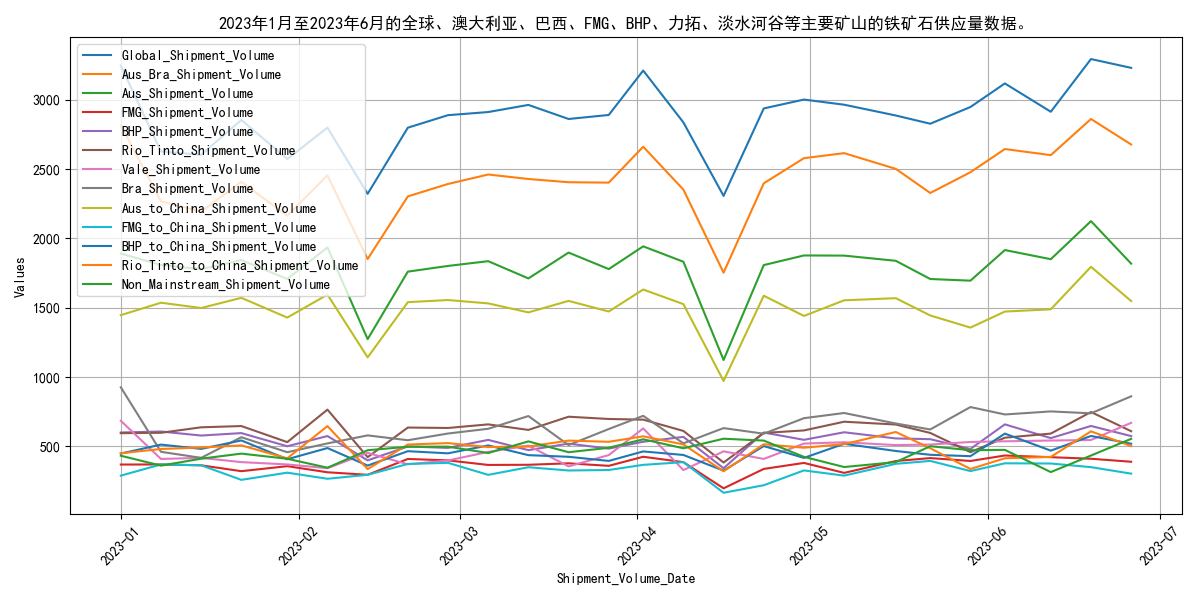 2023年1月至2023年6月的全球、澳大利亚、巴西、FMG、BHP、力拓、淡水河谷等主要矿山的铁矿石供应量数据。
Global_Shipment_Volume
Aus_Bra_Shipment_Volume
Aus_Shipment_Volume
FMG_Shipment_Volume
BHP_Shipment_Volume
Rio_Tinto_Shipment_Volume
Vale_Shipment_Volume
Bra_Shipment_Volume
Aus_to_China_Shipment_Volume
FMG_to_China_Shipment_Volume
BHP_to_China_Shipment_Volume
Rio_Tinto_to_China_Shipment_Volume
Non_Mainstream_Shipment_Volume
Values
3000
2500
2000
1500
1000
500
2023-01
2023-02
2023-03
2023-04
2023-05
2023-06
2023-07
Shipment_Volume_Date